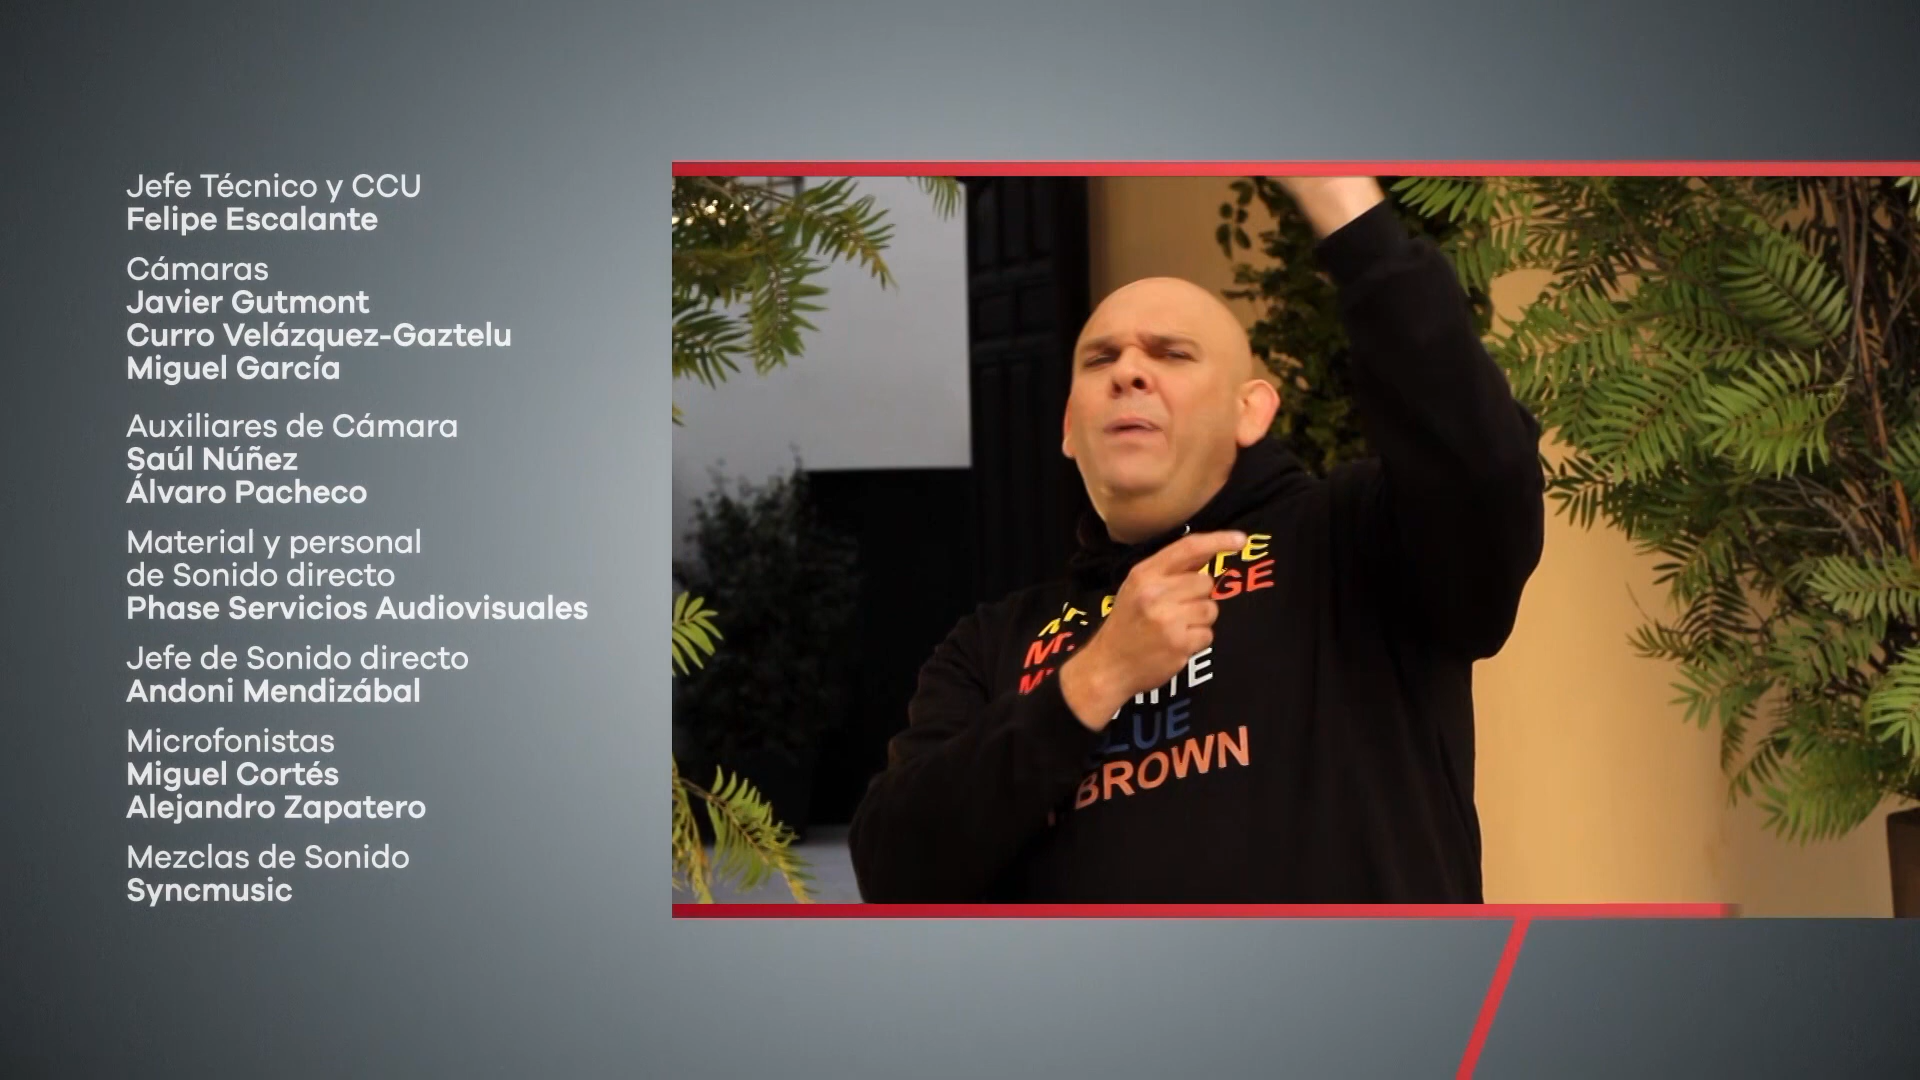 Jefe Técnico y CCU
Felipe Escalante
Cámaras
Javier Gutmont
Curro Velázquez-Gaztelu
Miguel García
Auxiliares de Cámara
Saúl Núñez
Álvaro Pacheco
Material y personal
de Sonido directo
Phase Servicios Audiovisuales
Jefe de Sonido directo
Andoni Mendizábal
Microfonistas
Miguel Cortés
Alejandro Zapatero
Mezclas de Sonido
Syncmusic
MR.
BROWN